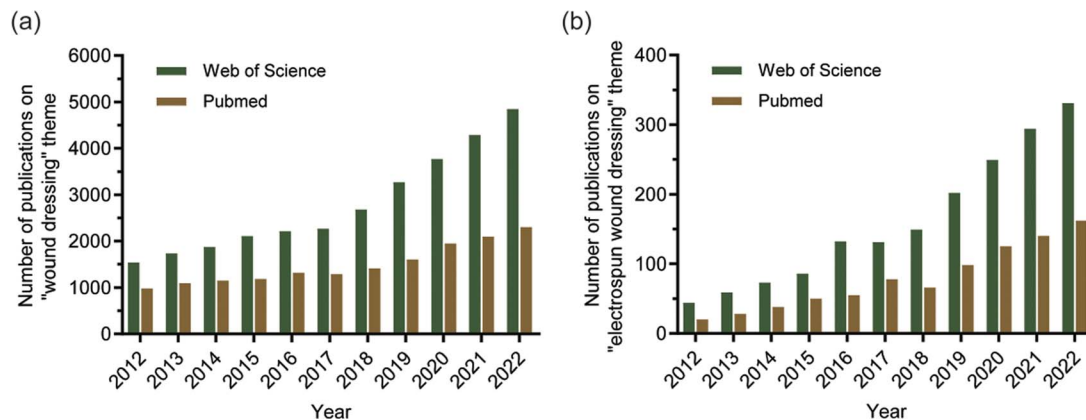 (a)
Number of publications on
"wound dressing" theme
6000
5000
4000
3000
2000
1000
0
Web of Science
Pubmed
2012
2013
2014
2015
2016
2017
2018
2019
2020
2021
2022
Year
(b)
Number of publications on
"electrospun wound dressing" theme
400
300
200
100
0
Web of Science
Pubmed
2012
2013
2014
2015
2016
2017
2018
2019
2020
2021
2022
Year